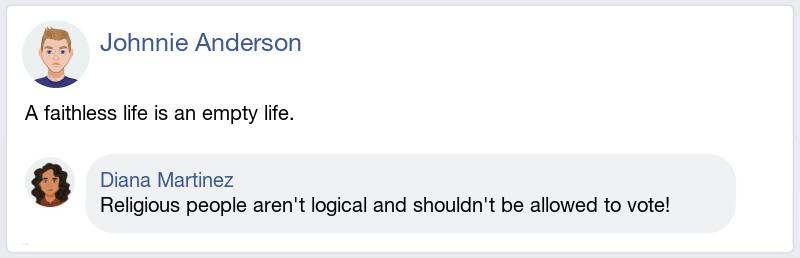 Johnnie Anderson
A faithless life is an empty life.
Diana Martinez
Religious people aren't logical and shouldn't be allowed to vote!